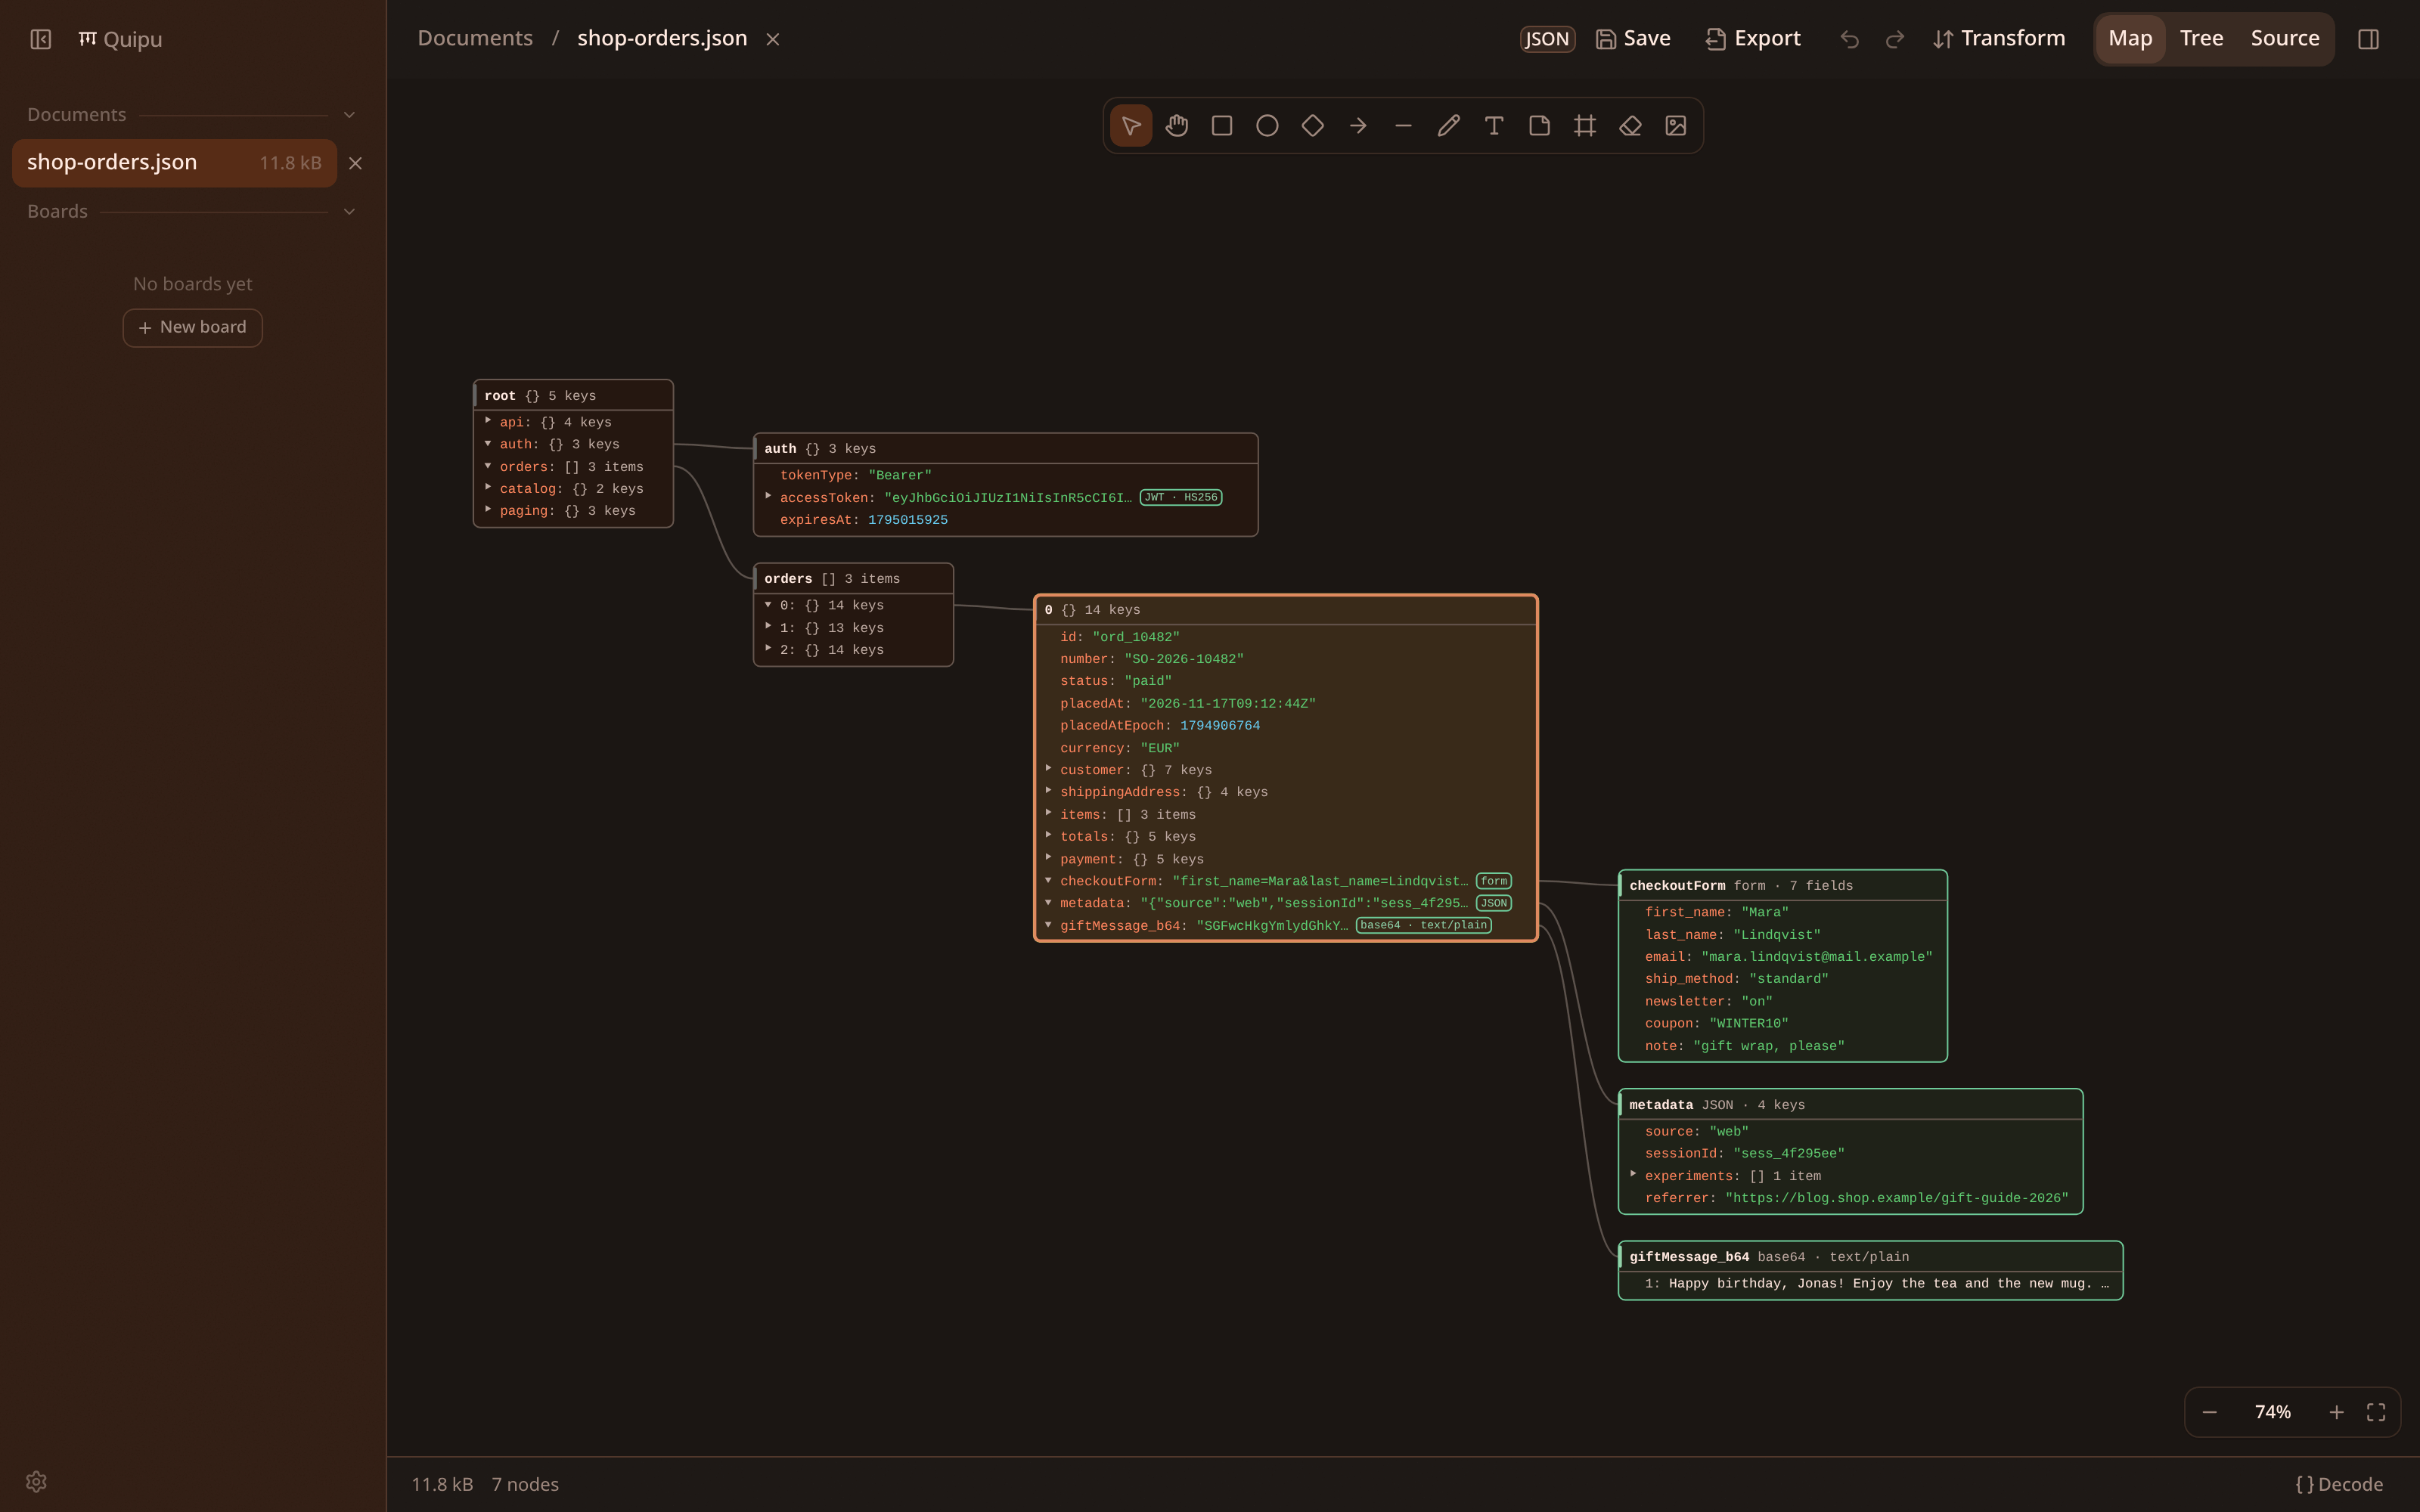 Quipu
Documents / shop-orders.json
JSON Save Export Transform Map Tree Source
Documents
shop-orders.json 11.8 kB
Boards
No boards yet
+ New board
root {} 5 keys
api: {} 4 keys
auth: {} 3 keys
orders: [] 3 items
catalog: {} 2 keys
paging: {} 3 keys
auth {} 3 keys
tokenType: "Bearer"
accessToken: "eyJhbGciOiJIUzI1NiIsInR5cCI6I… JWT · HS256
expiresAt: 1795015925
orders [] 3 items
0: {} 14 keys
1: {} 13 keys
2: {} 14 keys
0 {} 14 keys
id: "ord_10482"
number: "SO-2026-10482"
status: "paid"
placedAt: "2026-11-17T09:12:44Z"
placedAtEpoch: 1794906764
currency: "EUR"
customer: {} 7 keys
shippingAddress: {} 4 keys
items: [] 3 items
totals: {} 5 keys
payment: {} 5 keys
checkoutForm: "first_name=Mara&last_name=Lindqvist… form
metadata: "{"source":"web","sessionId":"sess_4f295… JSON
giftMessage_b64: "SGFwcHkgYmlydGhkY… base64 · text/plain
checkoutForm form · 7 fields
first_name: "Mara"
last_name: "Lindqvist"
email: "mara.lindqvist@mail.example"
ship_method: "standard"
newsletter: "on"
coupon: "WINTER10"
note: "gift wrap, please"
metadata JSON · 4 keys
source: "web"
sessionId: "sess_4f295ee"
experiments: [] 1 item
referrer: "https://blog.shop.example/gift-guide-2026"
giftMessage_b64 base64 · text/plain
1: Happy birthday, Jonas! Enjoy the tea and the new mug. …
74%
11.8 kB 7 nodes
{} Decode